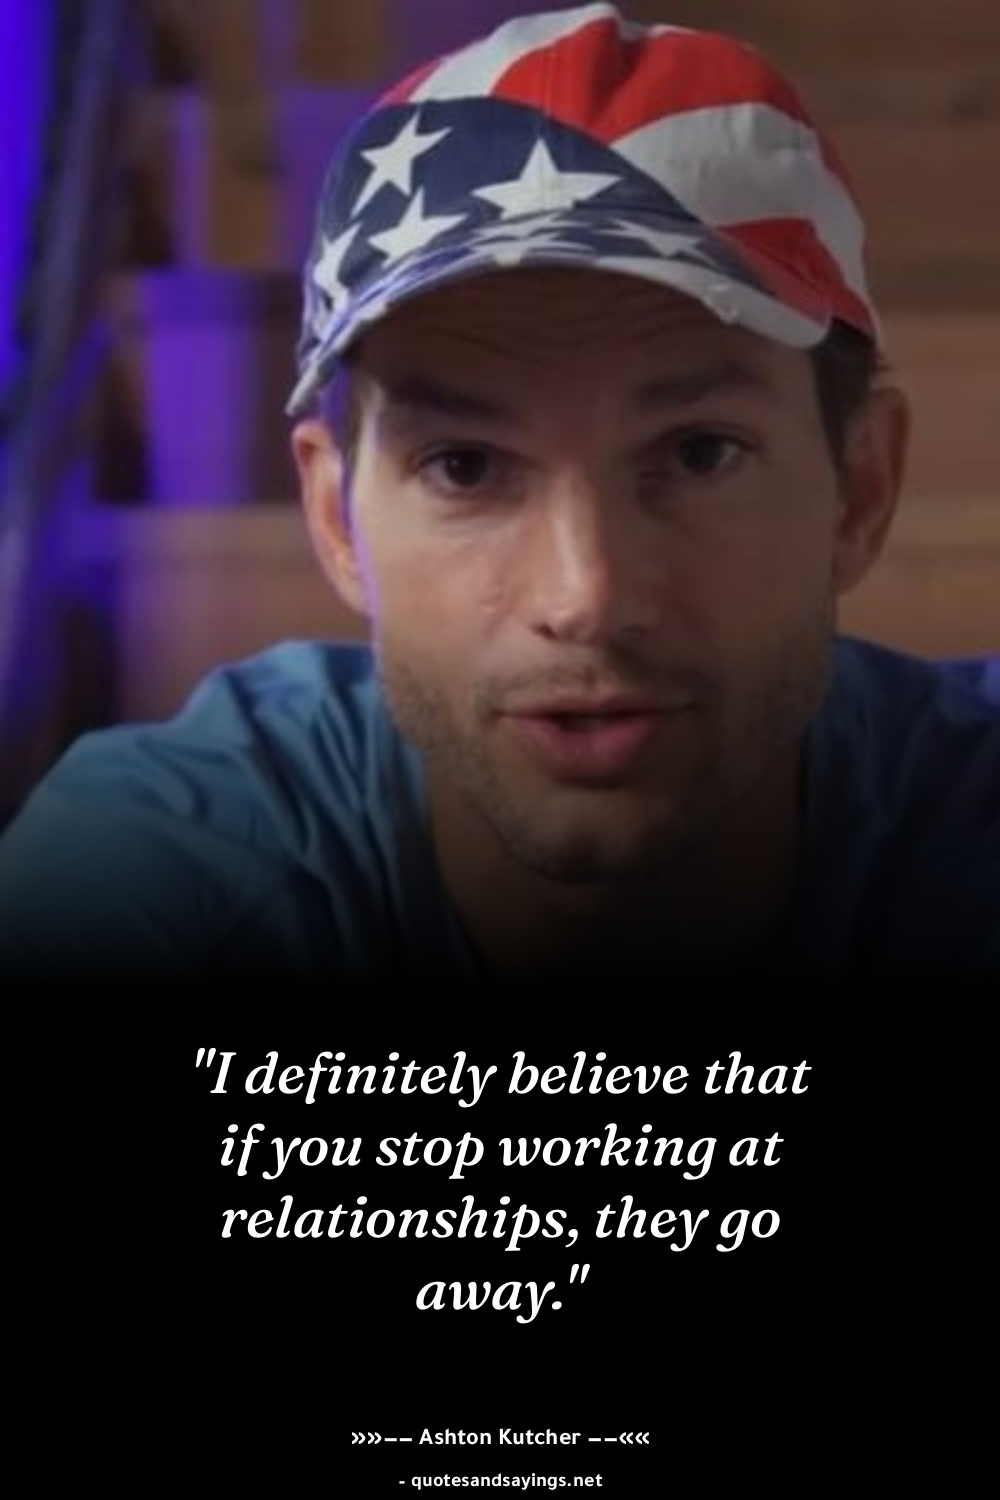 "I definitely believe that
if you stop working at
relationships, they go
away."
»»–– Ashton Kutcher ––««
- quotesandsayings.net